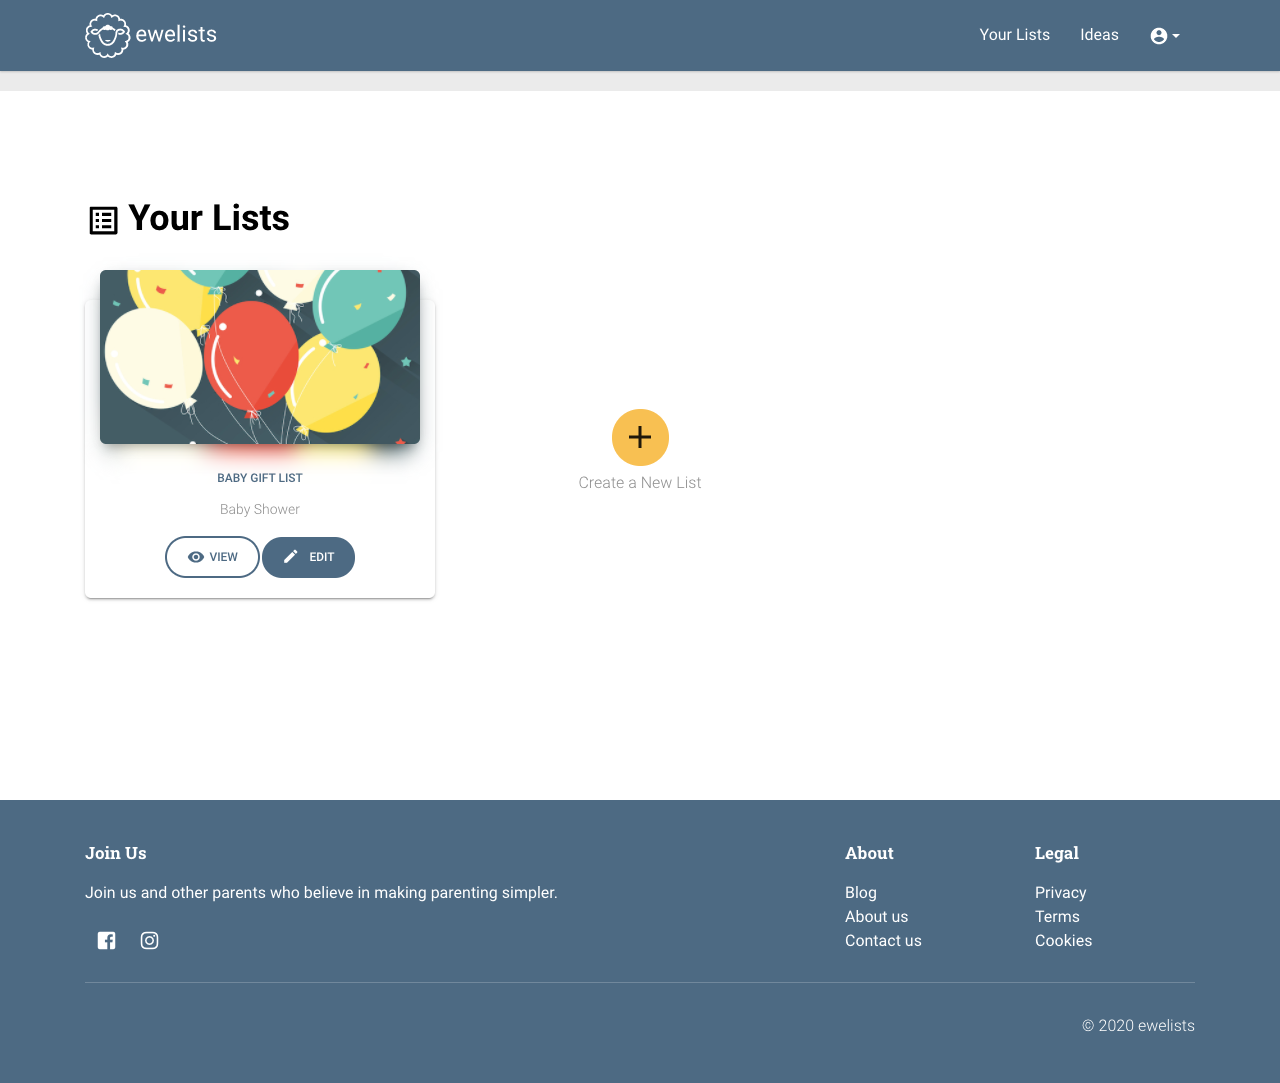 ewelists
Your Lists
Ideas
Your Lists
BABY GIFT LIST
Baby Shower
VIEW
EDIT
Create a New List
Join Us
Join us and other parents who believe in making parenting simpler.
About
Blog
About us
Contact us
Legal
Privacy
Terms
Cookies
© 2020 ewelists